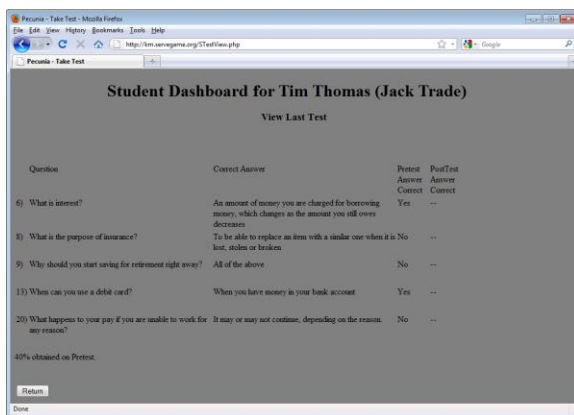 Pecunia - Take Test - Mozilla Firefox
File Edit View History Bookmarks Tools Help
http://km.servegame.org/STestView.php
Google
Pecunia - Take Test
Student Dashboard for Tim Thomas (Jack Trade)
View Last Test
Question Correct Answer Pretest Answer Correct PostTest Answer Correct
6) What is interest? An amount of money you are charged for borrowing Yes --
money, which changes as the amount you still owes
decreases
8) What is the purpose of insurance? To be able to replace an item with a similar one when it is No --
lost, stolen or broken
9) Why should you start saving for retirement right away? All of the above No --
13) When can you use a debit card? When you have money in your bank account Yes --
20) What happens to your pay if you are unable to work for It may or may not continue, depending on the reason. No --
any reason?
40% obtained on Pretest.
Return
Done